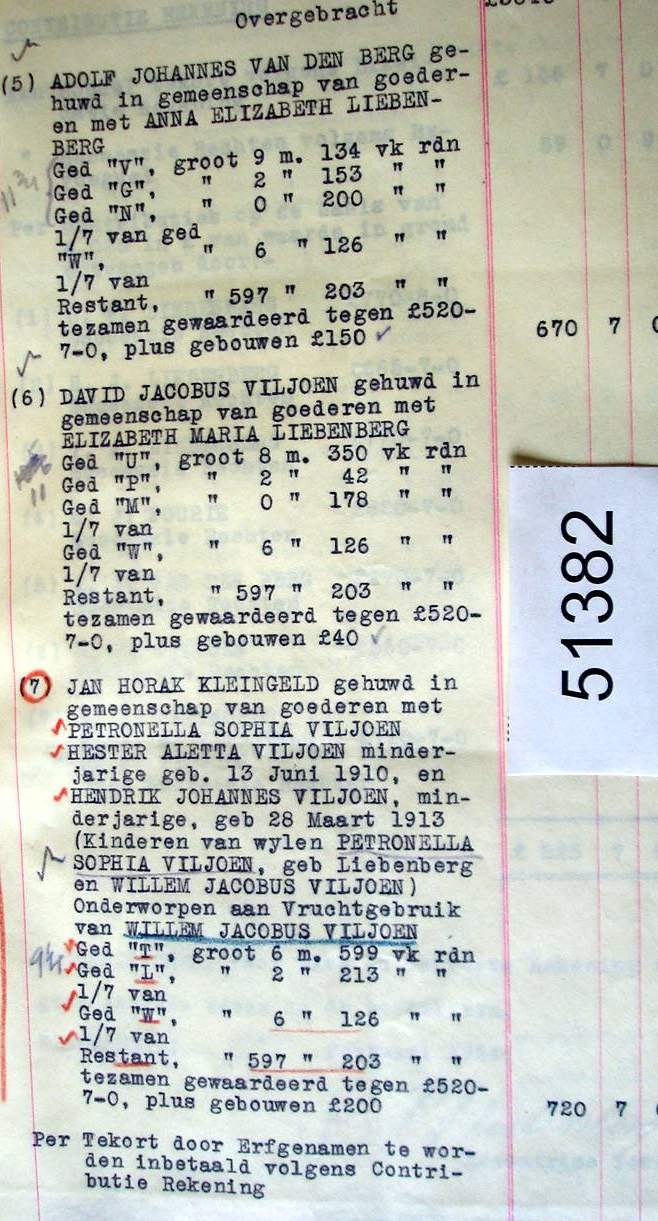 Overgebracht
(5) ADOLF JOHANNES VAN DEN BERG ge-
huwd in gemeenschap van goeder-
en met ANNA ELIZABETH LIEBEN-
BERG
Ged "V", groot 9 m. 134 vk rdn
Ged "G", " 2 " 153 " "
Ged "N", " 0 " 200 " "
1/7 van ged
"W", " 6 " 126 " "
1/7 van
Restant, " 597 " 203 " "
tezamen gewaardeerd tegen £520-
7-0, plus gebouwen £150 670 7
(6) DAVID JACOBUS VILJOEN gehuwd in
gemeenschap van goederen met
ELIZABETH MARIA LIEBENBERG
Ged "U", groot 8 m. 350 vk rdn
Ged "P", " 2 " 42 " "
Ged "M", " 0 " 178 " "
1/7 van
Ged "W", " 6 " 126 " "
1/7 van
Restant, " 597 " 203 " "
tezamen gewaardeerd tegen £520-
7-0, plus gebouwen £40
51382
(7) JAN HORAK KLEINGELD gehuwd in
gemeenschap van goederen met
PETRONELLA SOPHIA VILJOEN
HESTER ALETTA VILJOEN minder-
jarige geb. 13 Juni 1910, en
HENDRIK JOHANNES VILJOEN, min-
derjarige, geb 28 Maart 1913
(Kinderen van wylen PETRONELLA
SOPHIA VILJOEN, geb Liebenberg
en WILLEM JACOBUS VILJOEN)
Onderworpen aan Vruchtgebruik
van WILLEM JACOBUS VILJOEN
Ged "T", groot 6 m. 599 vk rdn
Ged "L", " 2 " 213 " "
1/7 van
Ged "W", " 6 " 126 " "
1/7 van
Restant, " 597 " 203 " "
tezamen gewaardeerd tegen £520-
7-0, plus gebouwen £200 720 7
Per Tekort door Erfgenamen te wor-
den inbetaald volgens Contri-
butie Rekening